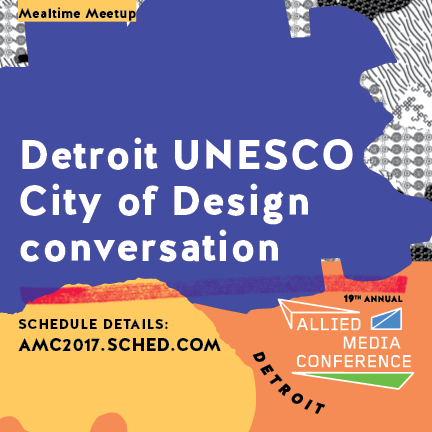 Mealtime Meetup
Detroit UNESCO
City of Design
conversation
SCHEDULE DETAILS:
AMC2017.SCHED.COM
19TH ANNUAL
ALLIED
MEDIA
CONFERENCE
DETROIT